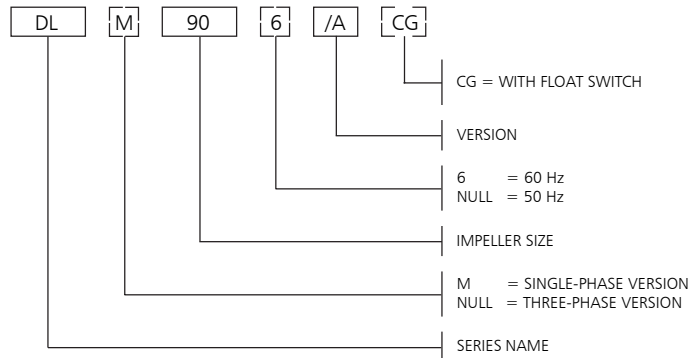 DL M 90 6 /A CG
CG = WITH FLOAT SWITCH
VERSION
6 = 60 Hz
NULL = 50 Hz
IMPELLER SIZE
M = SINGLE-PHASE VERSION
NULL = THREE-PHASE VERSION
SERIES NAME